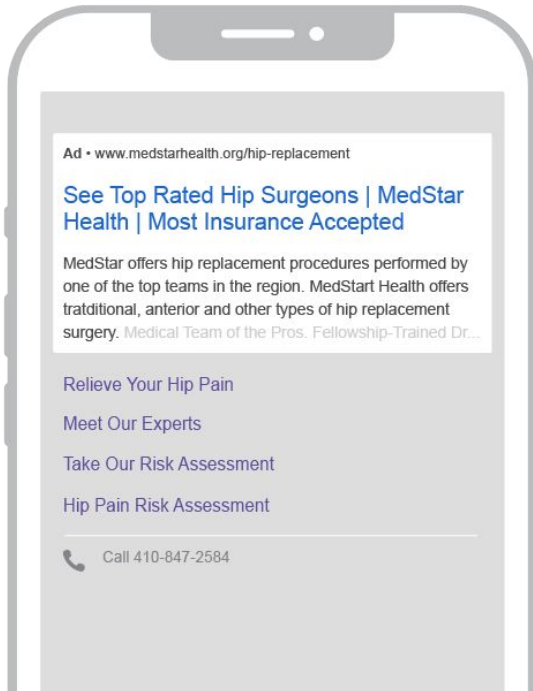 Ad • www.medstarhealth.org/hip-replacement
See Top Rated Hip Surgeons | MedStar
Health | Most Insurance Accepted
MedStar offers hip replacement procedures performed by
one of the top teams in the region. MedStart Health offers
tratditional, anterior and other types of hip replacement
surgery. Medical Team of the Pros. Fellowship-Trained Dr...
Relieve Your Hip Pain
Meet Our Experts
Take Our Risk Assessment
Hip Pain Risk Assessment
Call 410-847-2584